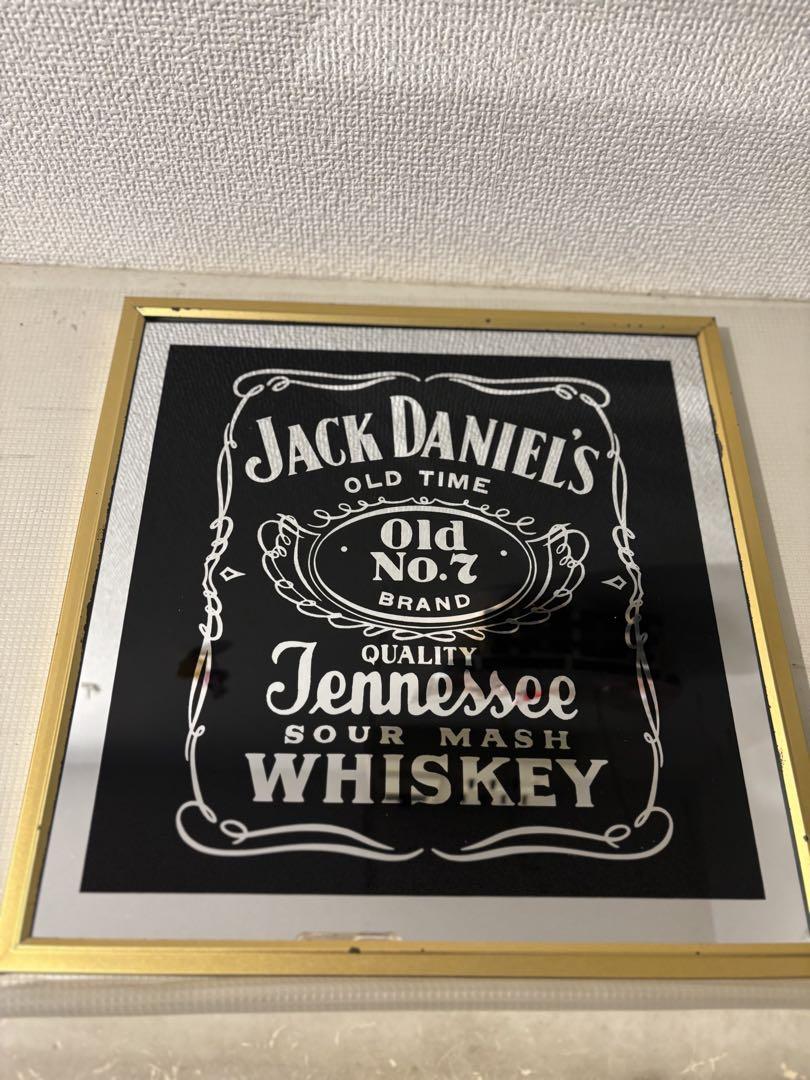 JACK DANIEL'S
OLD TIME
Old
No.7
BRAND
QUALITY
Tennessee
SOUR MASH
WHISKEY